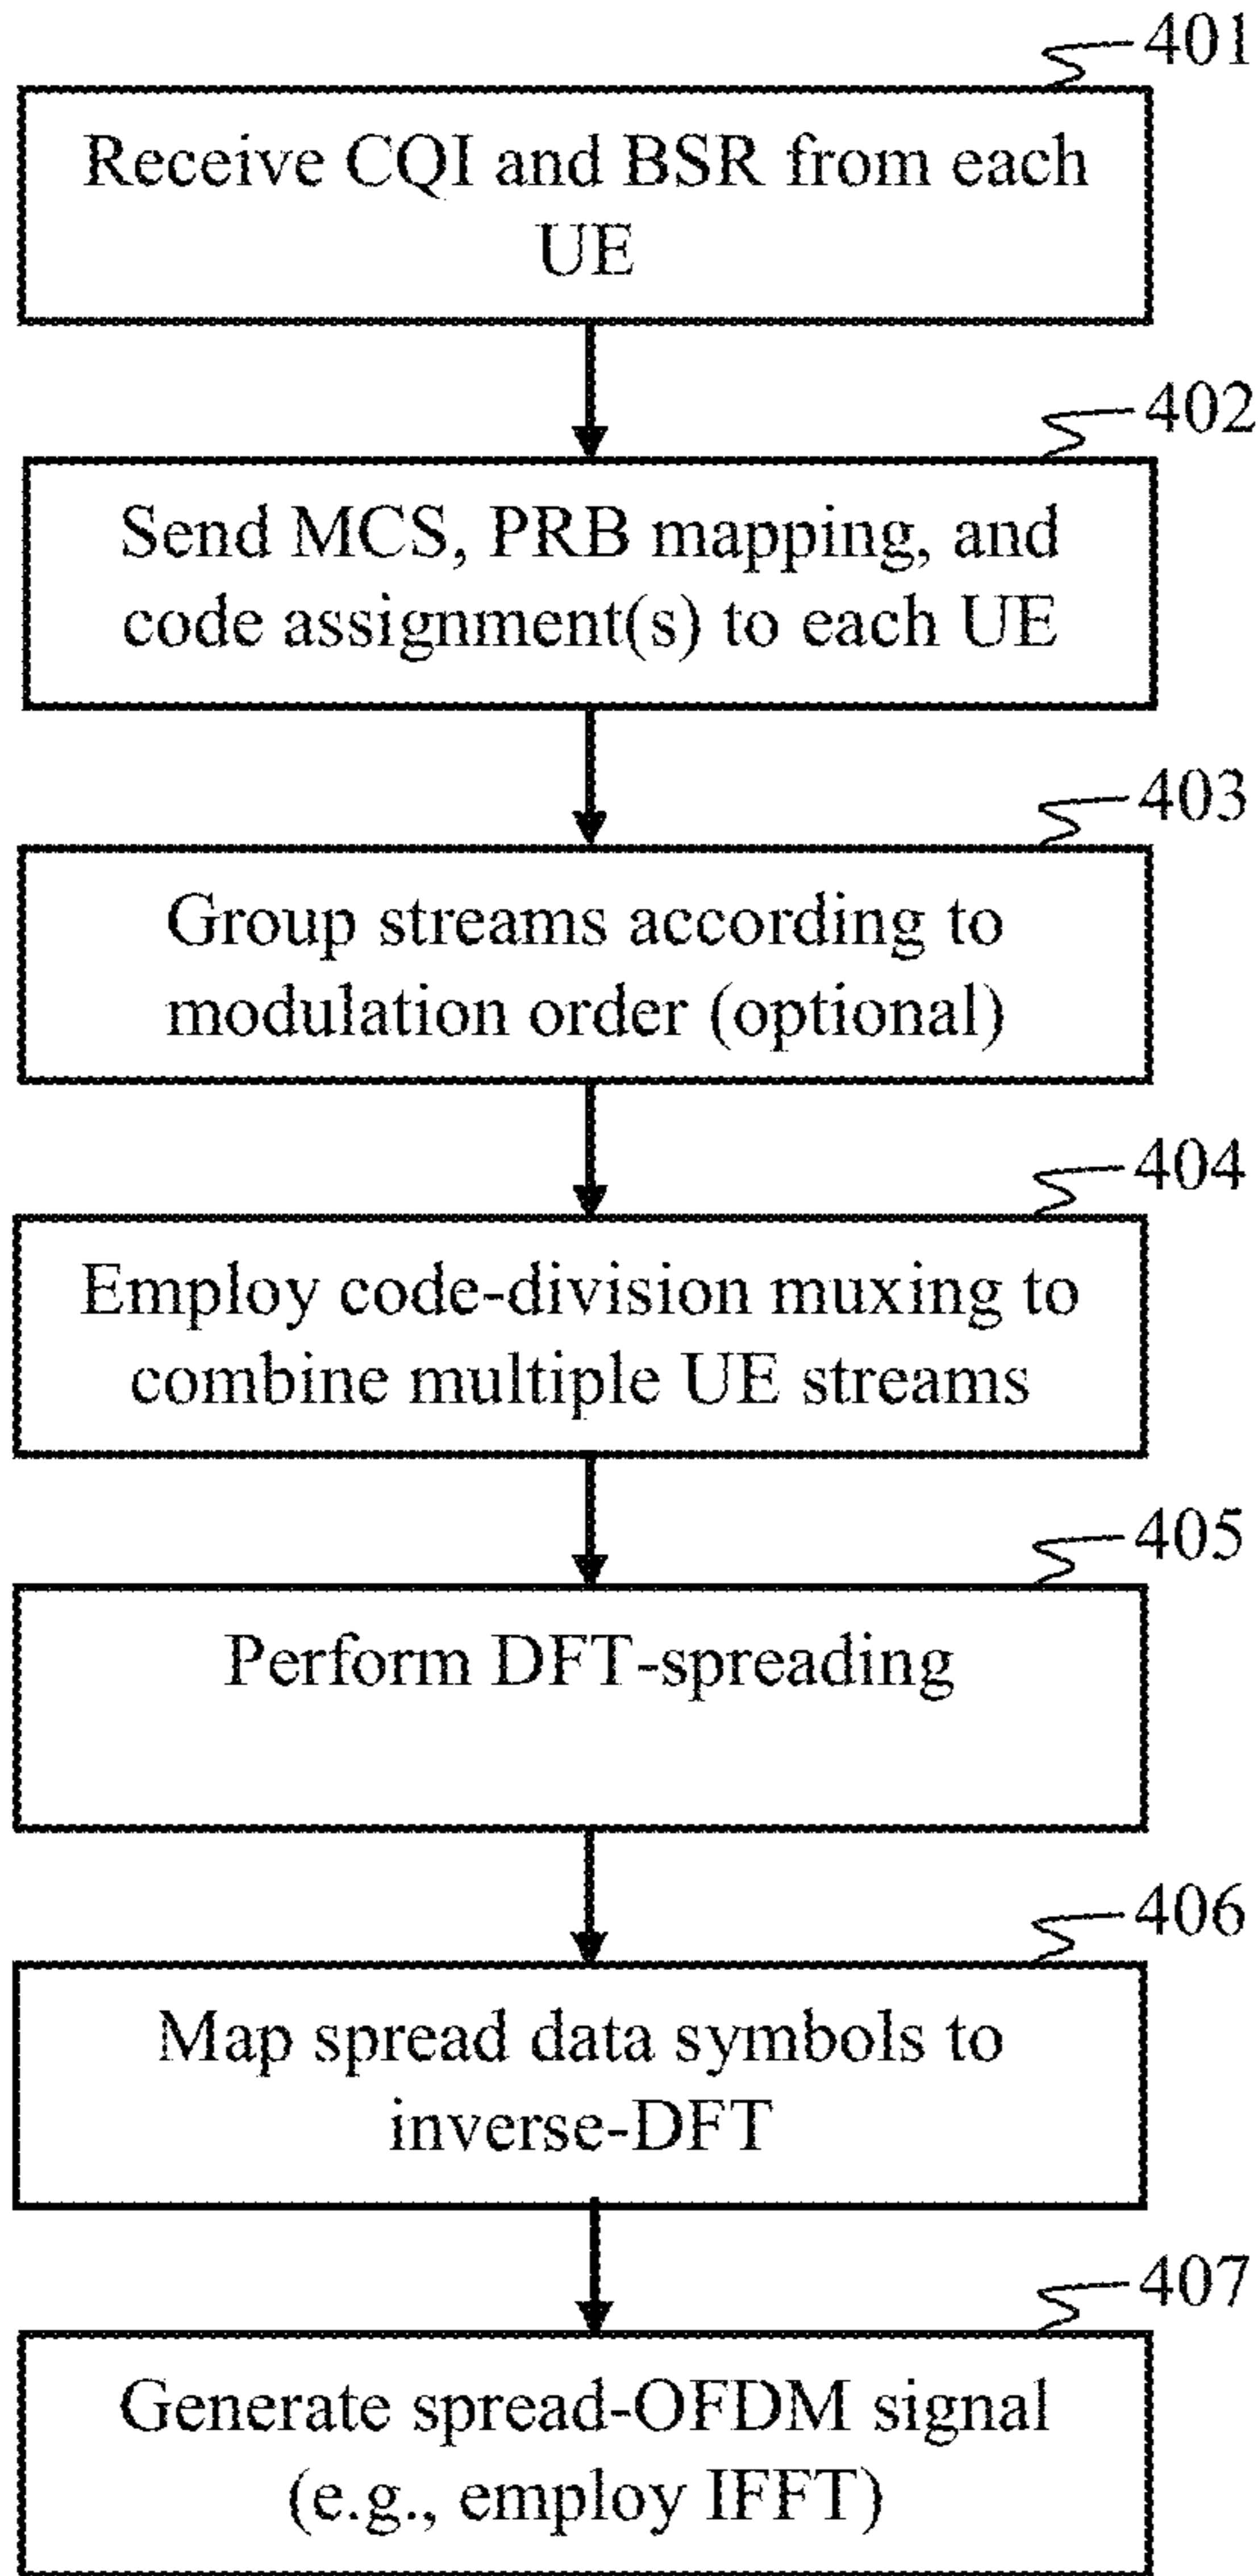 401
Receive CQI and BSR from each
UE
402
Send MCS, PRB mapping, and
code assignment(s) to each UE
403
Group streams according to
modulation order (optional)
404
Employ code-division muxing to
combine multiple UE streams
405
Perform DFT-spreading
406
Map spread data symbols to
inverse-DFT
407
Generate spread-OFDM signal
(e.g., employ IFFT)